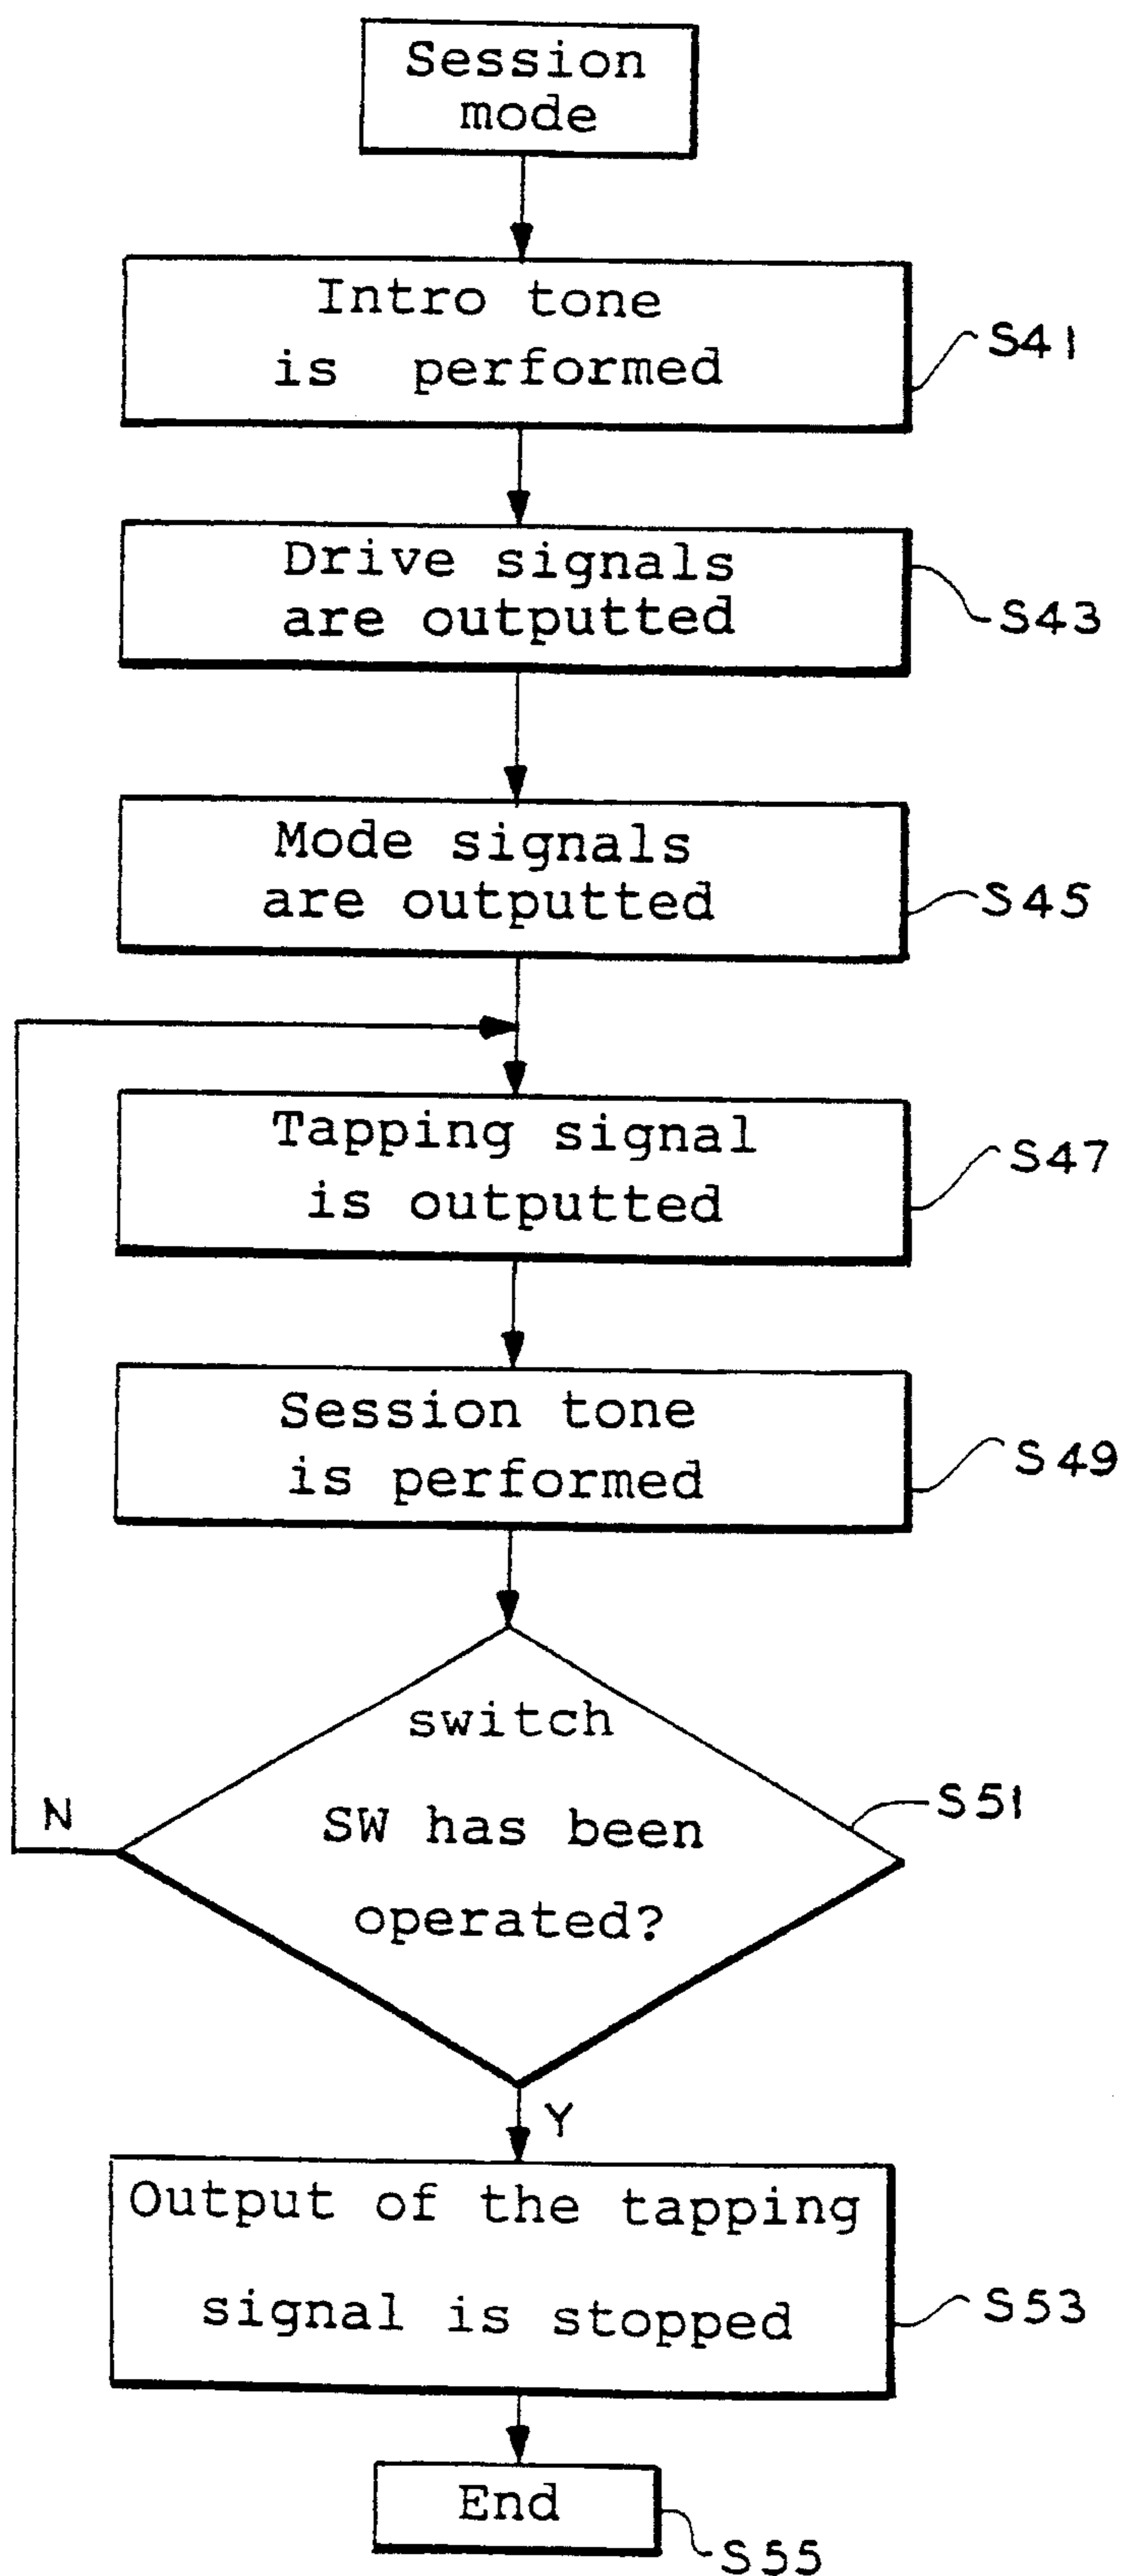 Session
mode
Intro tone
is performed
S41
Drive signals
are outputted
S43
Mode signals
are outputted
S45
Tapping signal
is outputted
S47
Session tone
is performed
S49
switch
SW has been
operated?
S51
N
Y
Output of the tapping
signal is stopped
S53
End
S55